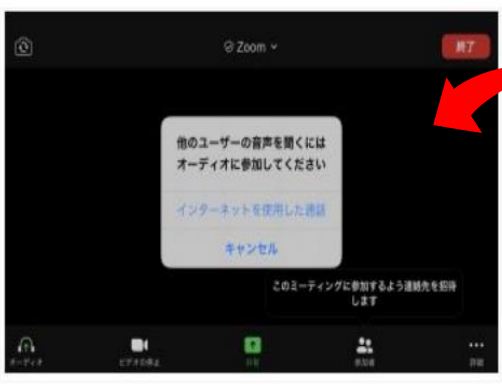 Zoom
終了
他のユーザーの音声を聞くには
オーディオに参加してください
インターネットを使用した通話
キャンセル
このミーティングに参加するよう連絡先を招待
します
オーディオ
ビデオの停止
共有
参加者
詳細